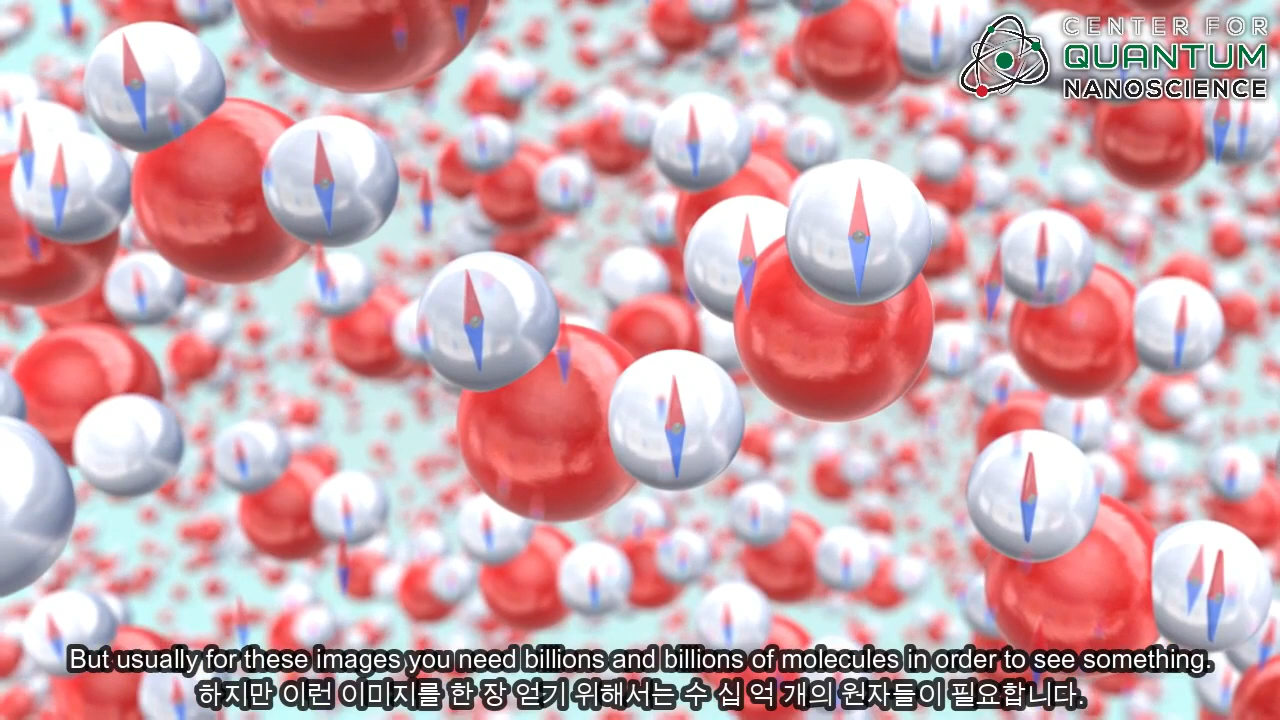 CENTER FOR
QUANTUM
NANOSCIENCE
But usually for these images you need billions and billions of molecules in order to see something.
하지만 이런 이미지를 한 장 얻기 위해서는 수 십 억 개의 원자들이 필요합니다.